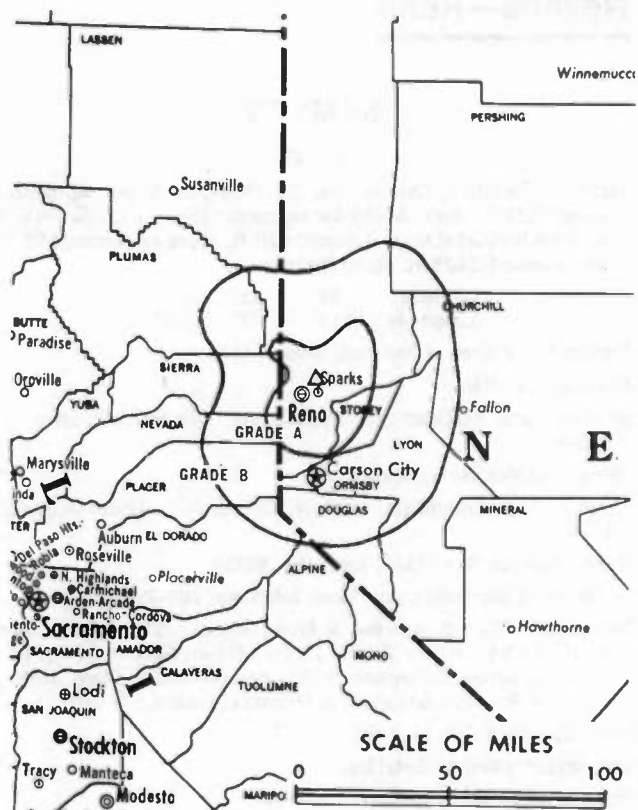 LASSEN
Winnemucca
PERSHING
Susanville
PLUMAS
CHURCHILL
BUTTE
Paradise
SIERRA
Sparks
Oroville
Reno
STOREY
YUBA
Fallon
NEVADA
GRADE A
LYON
N E
Marysville
GRADE B
Carson City
ORMSBY
PLACER
DOUGLAS
MINERAL
Auburn
EL DORADO
Del Paso Hts.
Roseville
ALPINE
N. Highlands
Placerville
Carmichael
Arden-Arcade
Rancho-Cordova
Hawthorne
Sacramento
SACRAMENTO
AMADOR
MONO
CALAVERAS
Lodi
TUOLUMNE
SAN JOAQUIN
Stockton
SCALE OF MILES
Tracy
Manteca
0 50 100
MARIPO
Modesto